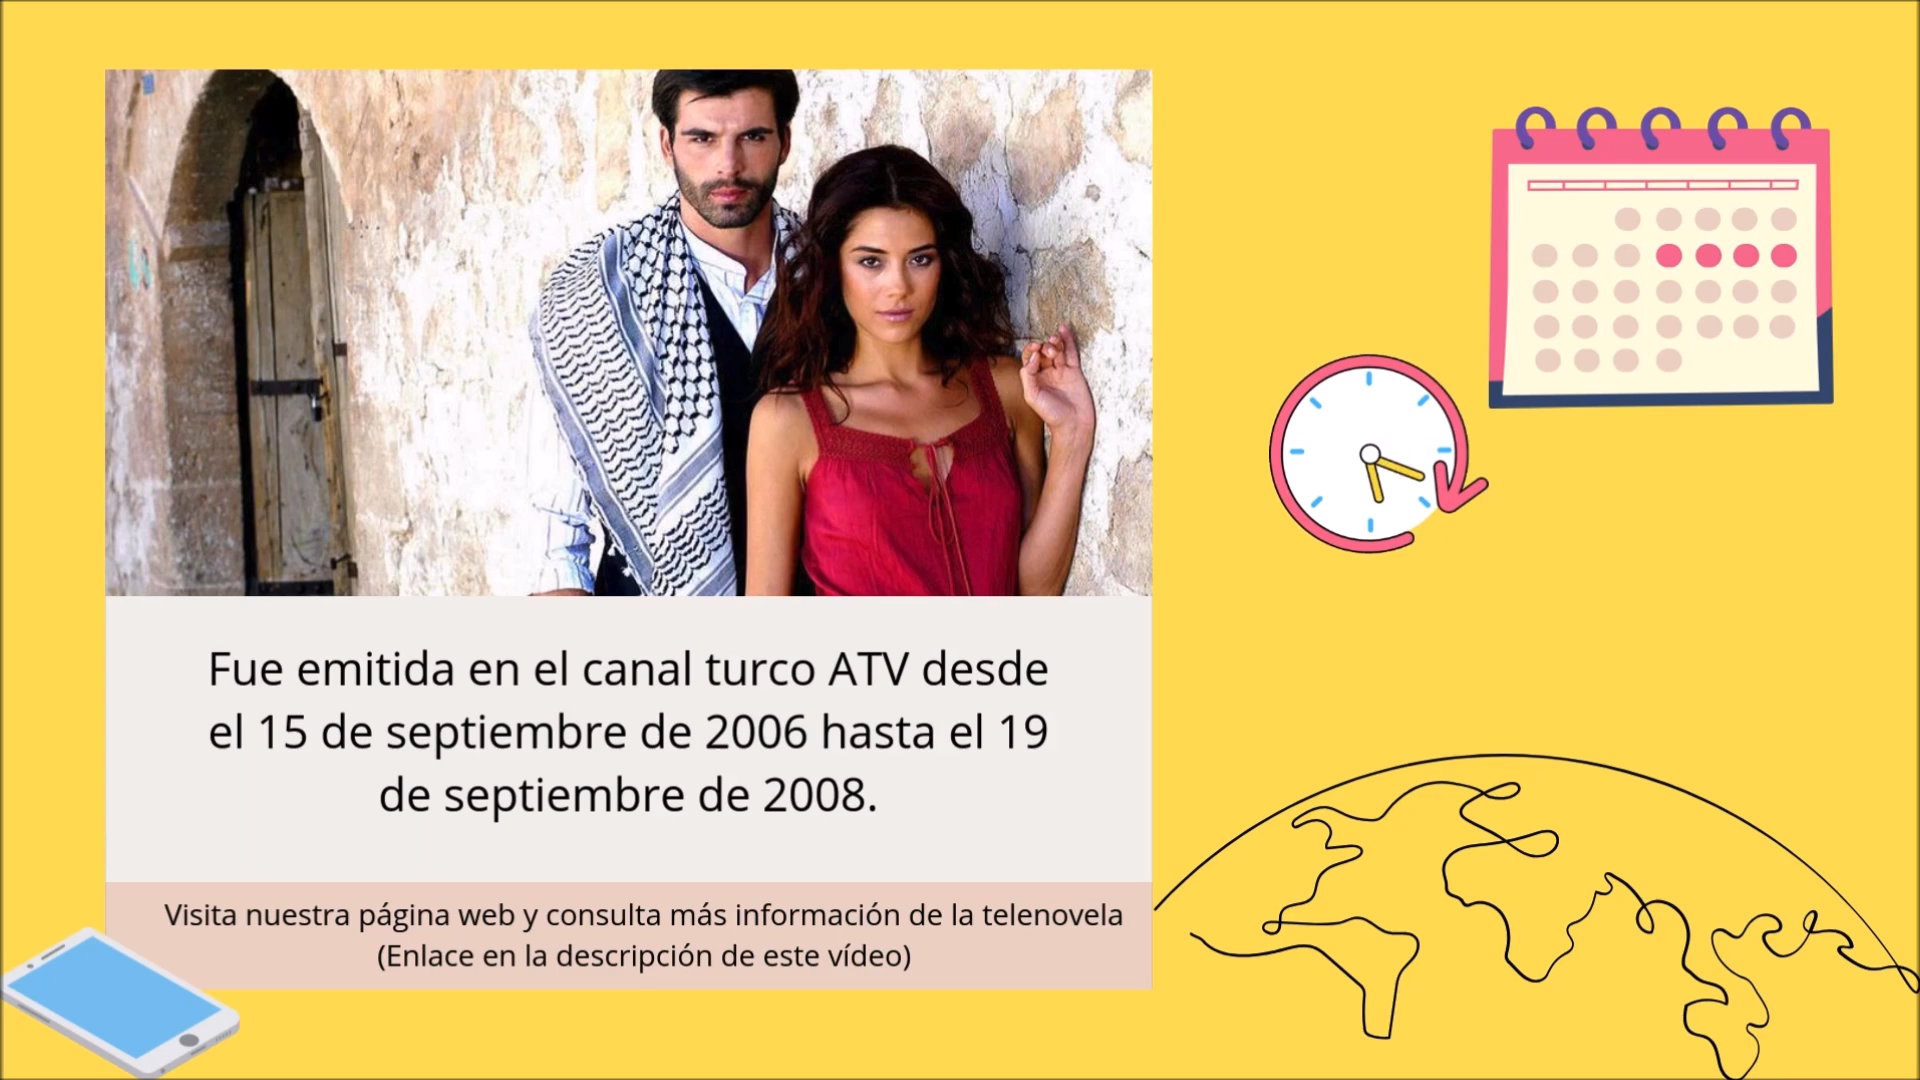 Fue emitida en el canal turco ATV desde
el 15 de septiembre de 2006 hasta el 19
de septiembre de 2008.
Visita nuestra página web y consulta más información de la telenovela
(Enlace en la descripción de este vídeo)